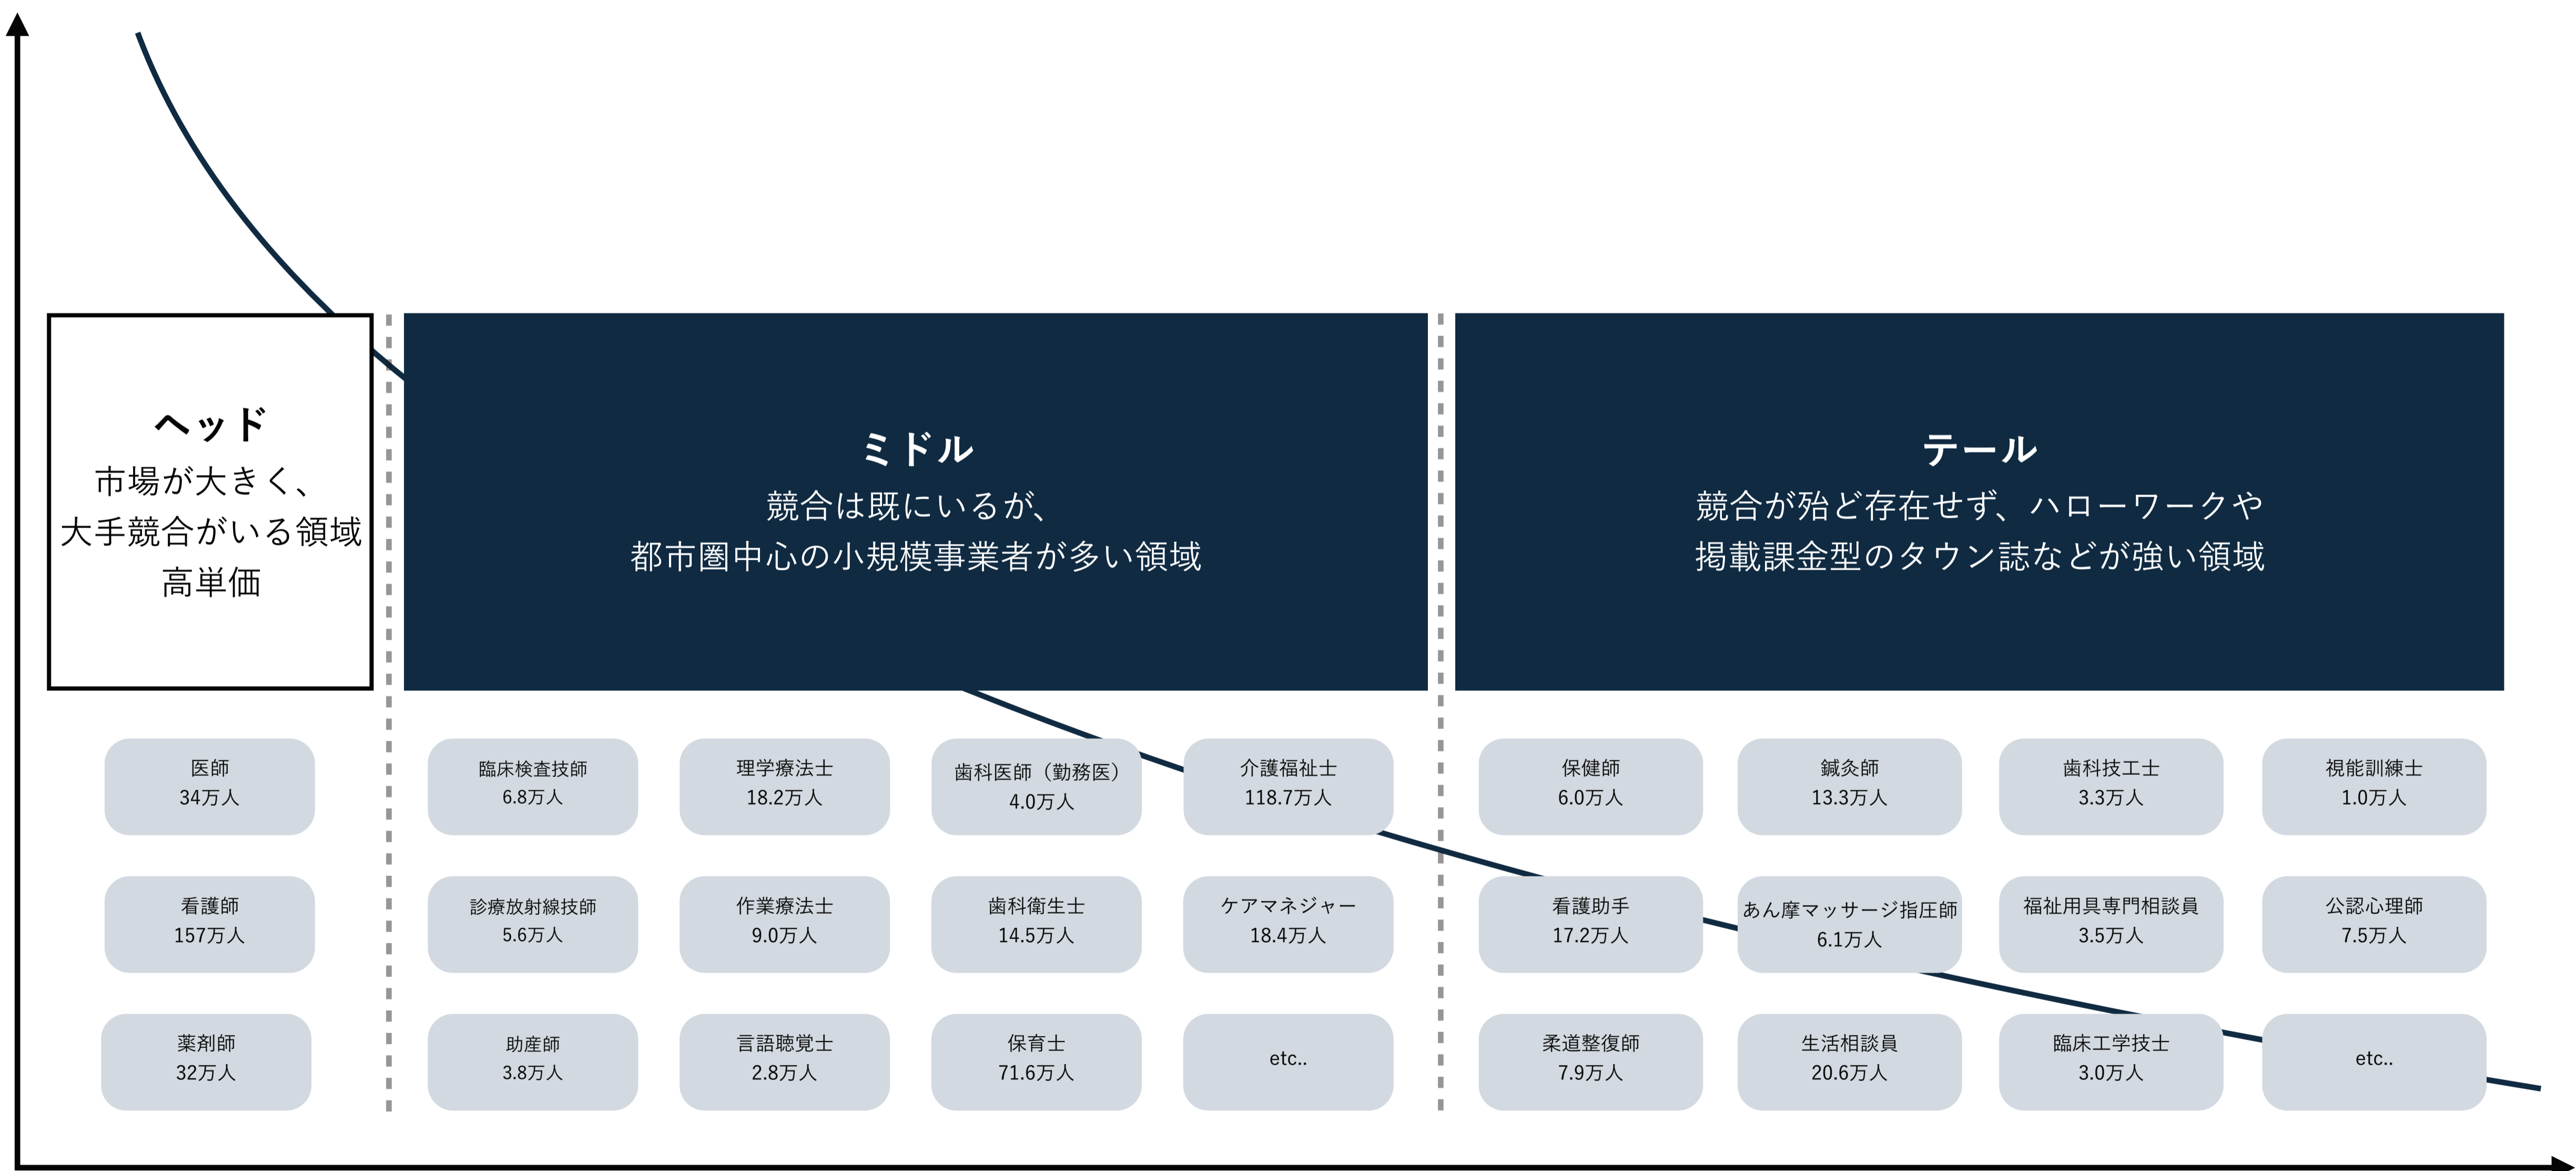 ヘッド
市場が大きく、
大手競合がいる領域
高単価
ミドル
競合は既にいるが、
都市圏中心の小規模事業者が多い領域
テール
競合が殆ど存在せず、ハローワークや
掲載課金型のタウン誌などが強い領域
医師
34万人
看護師
157万人
薬剤師
32万人
臨床検査技師
6.8万人
理学療法士
18.2万人
歯科医師（勤務医）
4.0万人
介護福祉士
118.7万人
診療放射線技師
5.6万人
作業療法士
9.0万人
歯科衛生士
14.5万人
ケアマネジャー
18.4万人
助産師
3.8万人
言語聴覚士
2.8万人
保育士
71.6万人
etc..
保健師
6.0万人
鍼灸師
13.3万人
歯科技工士
3.3万人
視能訓練士
1.0万人
看護助手
17.2万人
あん摩マッサージ指圧師
6.1万人
福祉用具専門相談員
3.5万人
公認心理師
7.5万人
柔道整復師
7.9万人
生活相談員
20.6万人
臨床工学技士
3.0万人
etc..